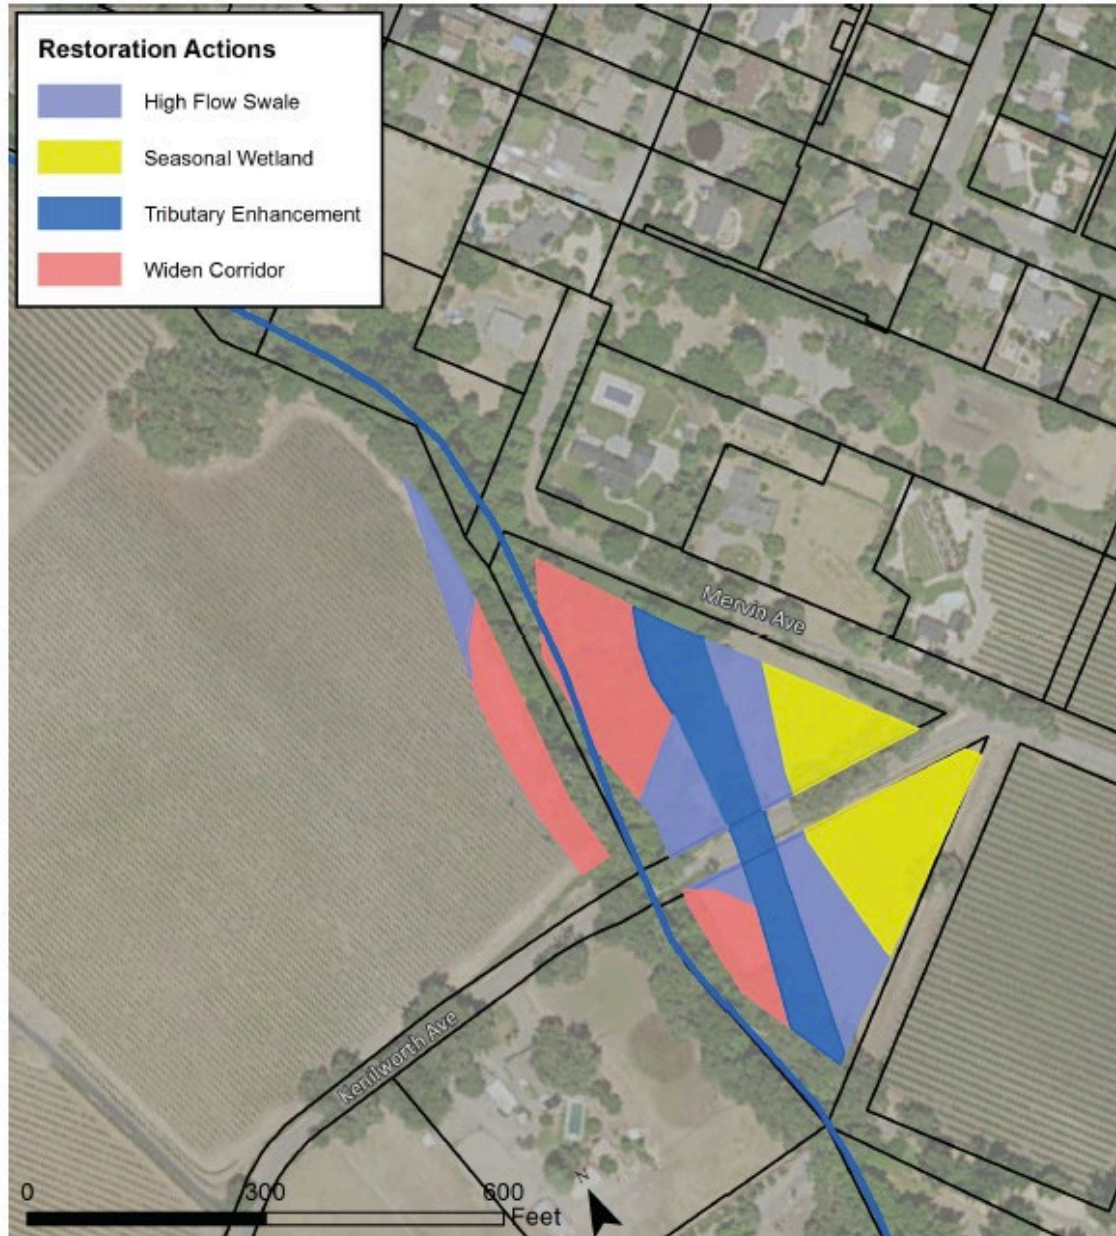 Restoration Actions
High Flow Swale
Seasonal Wetland
Tributary Enhancement
Widen Corridor
Mervin Ave
Kenilworth Ave
N
0 300 600
Feet